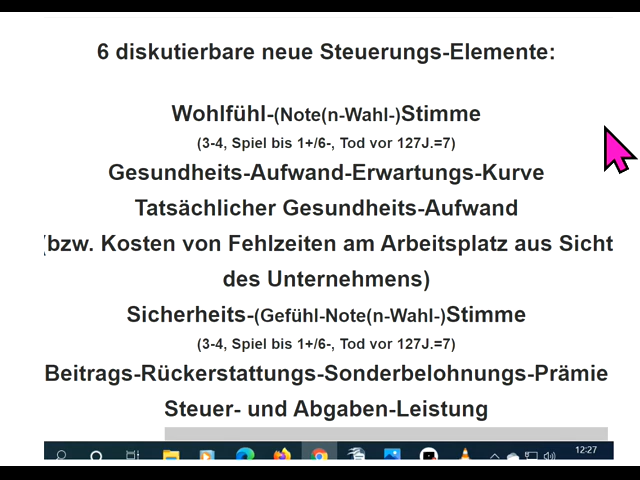 6 diskutierbare neue Steuerungs-Elemente:
Wohlfühl-(Note(n-Wahl-)Stimme
(3-4, Spiel bis 1+/6-, Tod vor 127J.=7)
Gesundheits-Aufwand-Erwartungs-Kurve
Tatsächlicher Gesundheits-Aufwand
(bzw. Kosten von Fehlzeiten am Arbeitsplatz aus Sicht
des Unternehmens)
Sicherheits-(Gefühl-Note(n-Wahl-)Stimme
(3-4, Spiel bis 1+/6-, Tod vor 127J.=7)
Beitrags-Rückerstattungs-Sonderbelohnungs-Prämie
Steuer- und Abgaben-Leistung
12:27